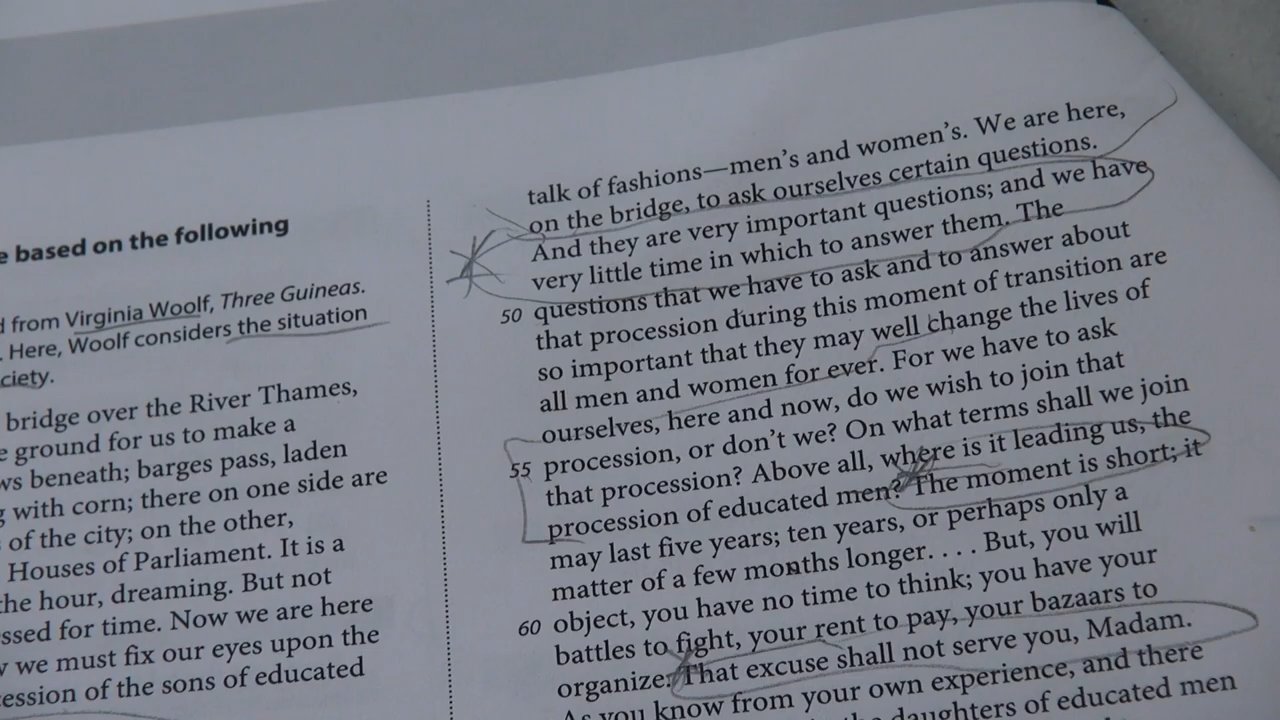 based on the following
from Virginia Woolf, Three Guineas.
Here, Woolf considers the situation
bridge over the River Thames,
ground for us to make a
beneath; barges pass, laden
with corn; there on one side are
of the city; on the other,
Houses of Parliament. It is a
the hour, dreaming. But not
for time. Now we are here
we must fix our eyes upon the
of the sons of educated
talk of fashions—men's and women's. We are here,
on the bridge, to ask ourselves certain questions.
And they are very important questions; and we have
very little time in which to answer them. The
50 questions that we have to ask and to answer about
that procession during this moment of transition are
so important that they may well change the lives of
all men and women for ever. For we have to ask
ourselves, here and now, do we wish to join that
55 procession, or don't we? On what terms shall we join
that procession? Above all, where is it leading us, the
procession of educated men? The moment is short; it
may last five years; ten years, or perhaps only a
matter of a few months longer. . . . But, you will
60 object, you have no time to think; you have your
battles to fight, your rent to pay, your bazaars to
organize. That excuse shall not serve you, Madam.
As you know from your own experience, and there
daughters of educated men